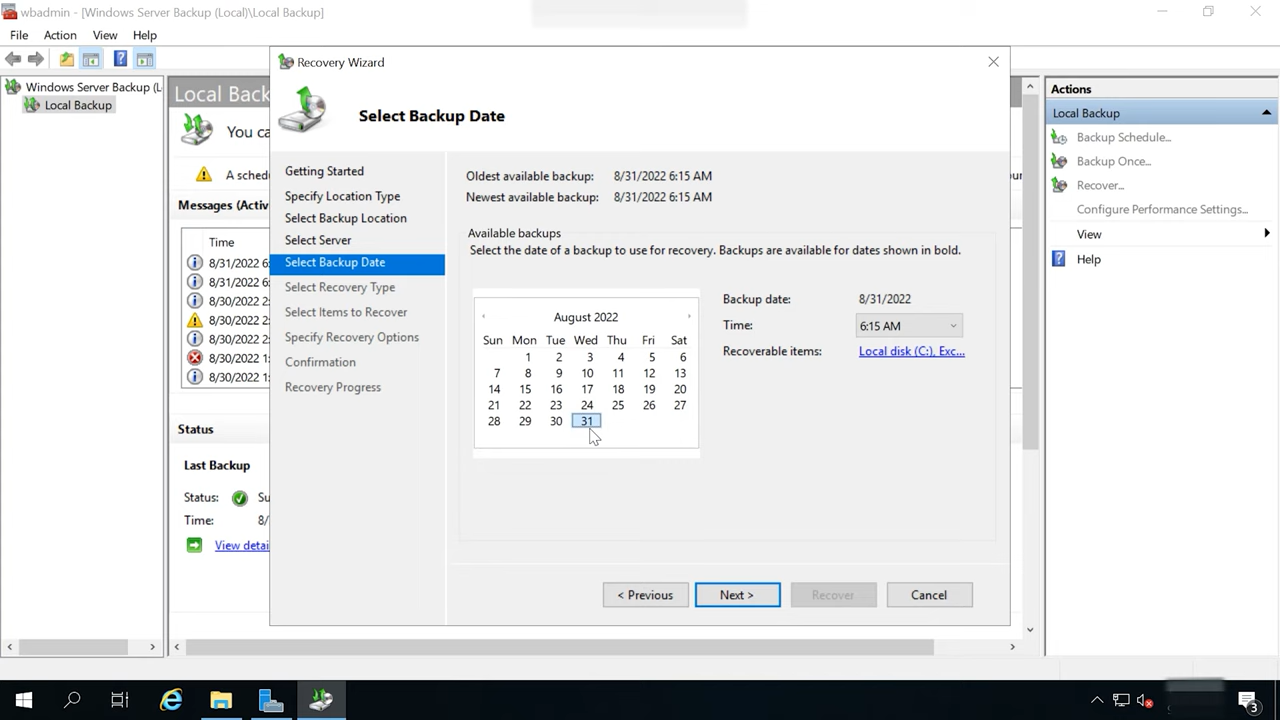 wbadmin - [Windows Server Backup (Local)\Local Backup]
File Action View Help
Windows Server Backup (L
Local Backup
Local Back
You ca
A sched
Messages (Activ
Time
8/31/2022 6:
8/31/2022 6:
8/30/2022 2:
8/30/2022 2:
8/30/2022 2:
8/30/2022 1:
8/30/2022 1:
Status
Last Backup
Status: Su
Time: 8/
View detai
Recovery Wizard
Select Backup Date
Getting Started
Specify Location Type
Select Backup Location
Select Server
Select Backup Date
Select Recovery Type
Select Items to Recover
Specify Recovery Options
Confirmation
Recovery Progress
Oldest available backup: 8/31/2022 6:15 AM
Newest available backup: 8/31/2022 6:15 AM
Available backups
Select the date of a backup to use for recovery. Backups are available for dates shown in bold.
August 2022
Sun Mon Tue Wed Thu Fri Sat
1 2 3 4 5 6
7 8 9 10 11 12 13
14 15 16 17 18 19 20
21 22 23 24 25 26 27
28 29 30 31
Backup date: 8/31/2022
Time: 6:15 AM
Recoverable items: Local disk (C:), Exc...
< Previous Next > Recover Cancel
our
Actions
Local Backup
Backup Schedule...
Backup Once...
Recover...
Configure Performance Settings...
View
Help
3